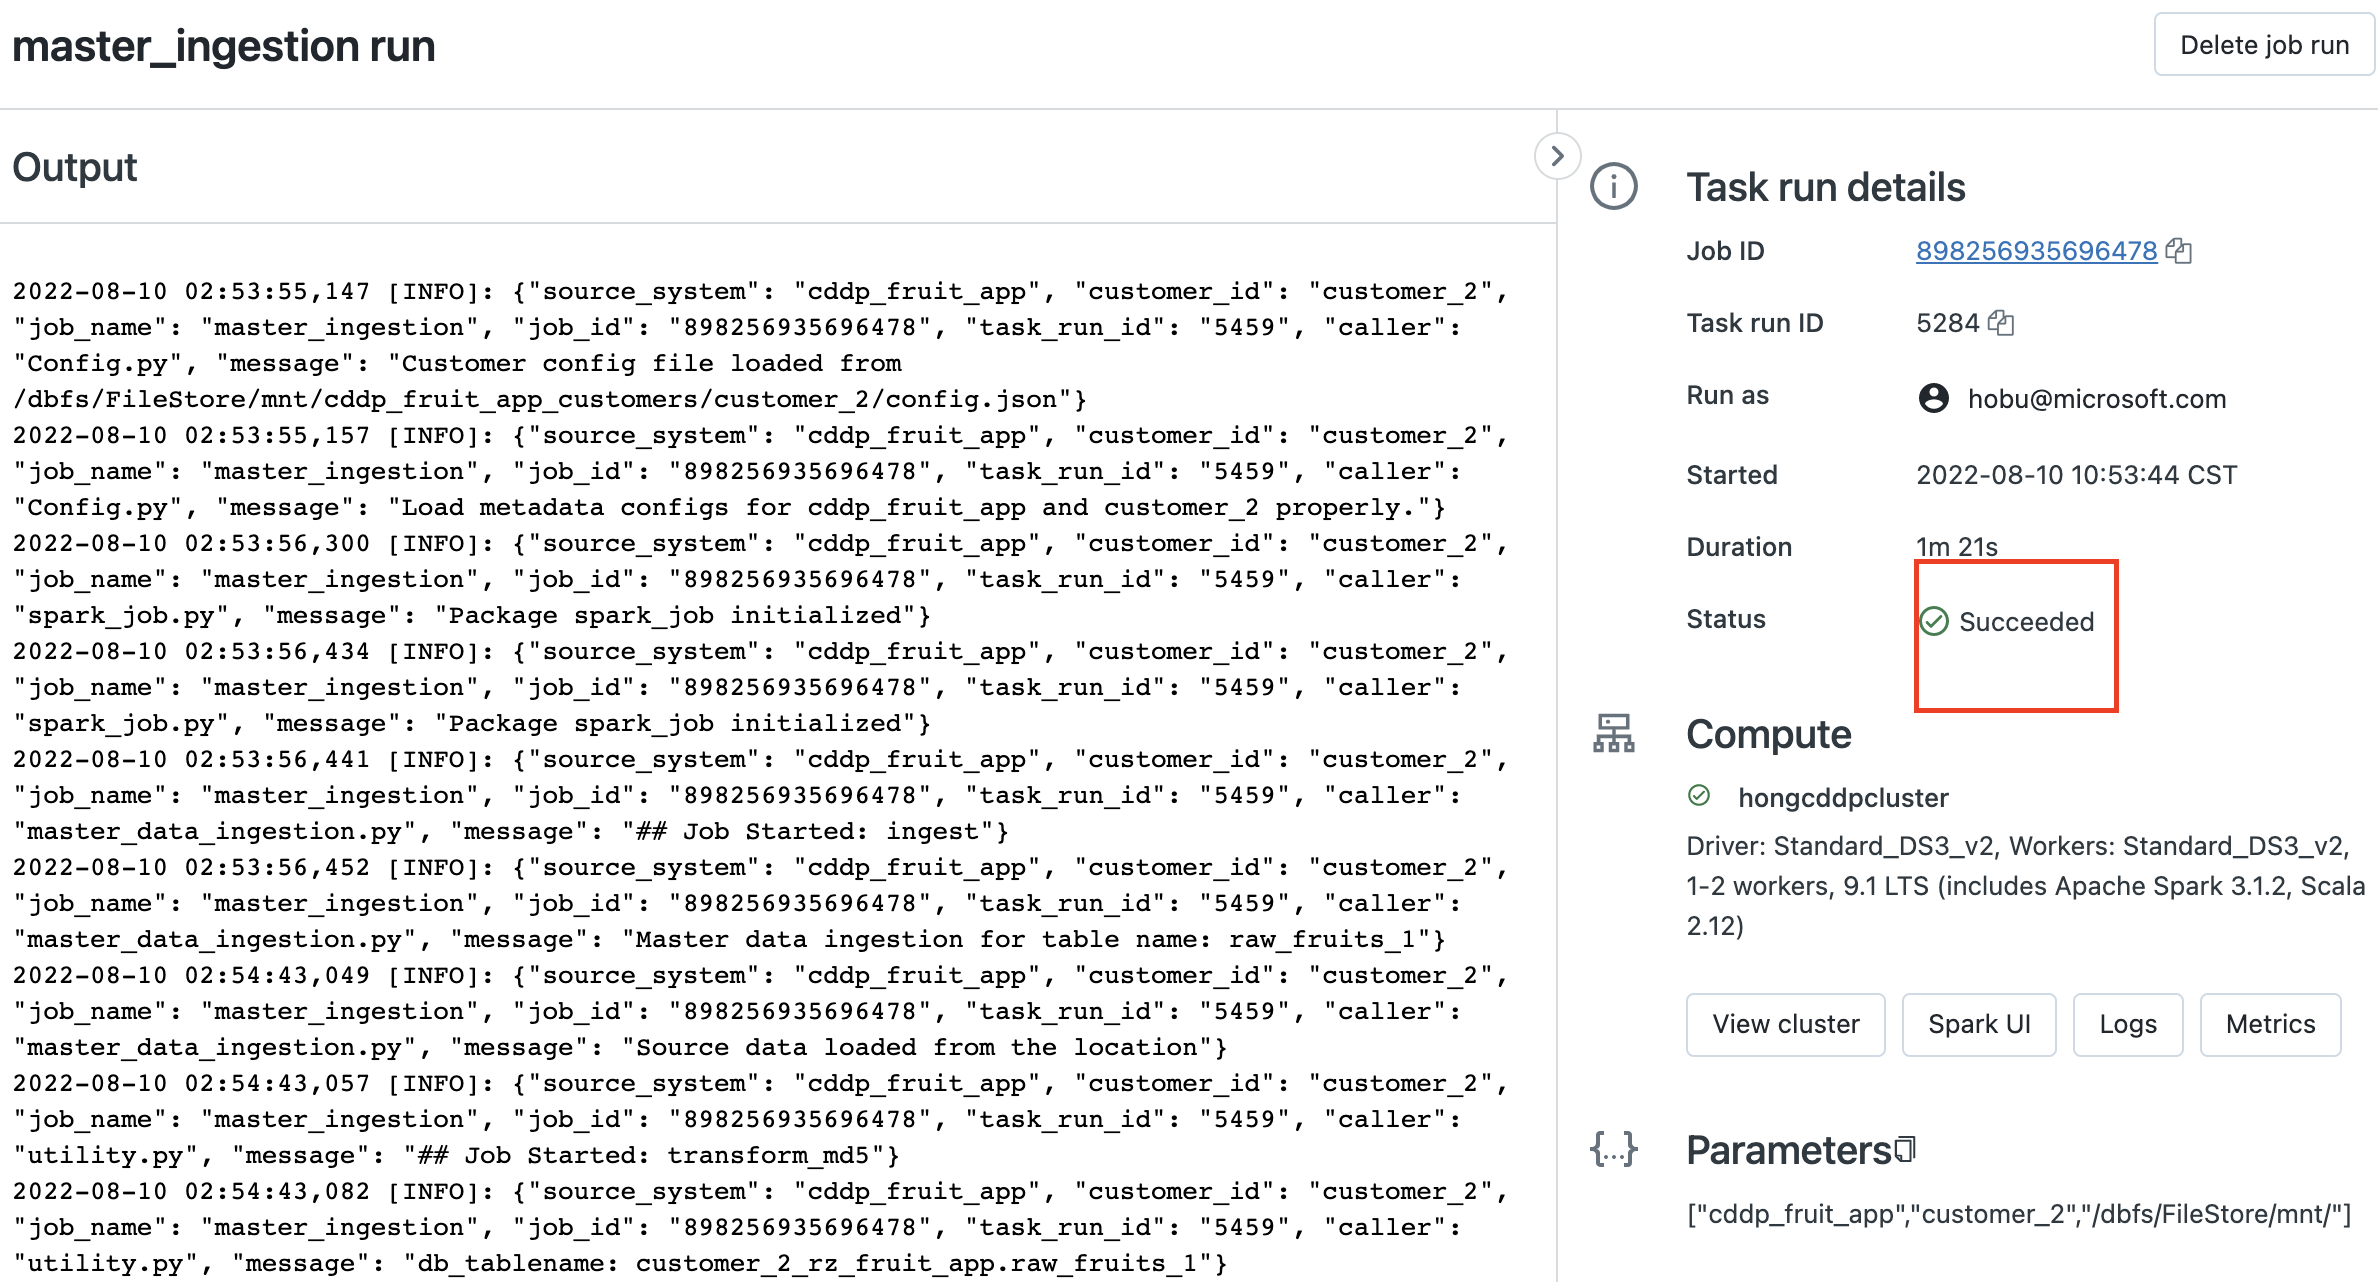 master_ingestion run
Delete job run
Output
2022-08-10 02:53:55,147 [INFO]: {"source_system": "cddp_fruit_app", "customer_id": "customer_2",
"job_name": "master_ingestion", "job_id": "898256935696478", "task_run_id": "5459", "caller":
"Config.py", "message": "Customer config file loaded from
/dbfs/FileStore/mnt/cddp_fruit_app_customers/customer_2/config.json"}
2022-08-10 02:53:55,157 [INFO]: {"source_system": "cddp_fruit_app", "customer_id": "customer_2",
"job_name": "master_ingestion", "job_id": "898256935696478", "task_run_id": "5459", "caller":
"Config.py", "message": "Load metadata configs for cddp_fruit_app and customer_2 properly."}
2022-08-10 02:53:56,300 [INFO]: {"source_system": "cddp_fruit_app", "customer_id": "customer_2",
"job_name": "master_ingestion", "job_id": "898256935696478", "task_run_id": "5459", "caller":
"spark_job.py", "message": "Package spark_job initialized"}
2022-08-10 02:53:56,434 [INFO]: {"source_system": "cddp_fruit_app", "customer_id": "customer_2",
"job_name": "master_ingestion", "job_id": "898256935696478", "task_run_id": "5459", "caller":
"spark_job.py", "message": "Package spark_job initialized"}
2022-08-10 02:53:56,441 [INFO]: {"source_system": "cddp_fruit_app", "customer_id": "customer_2",
"job_name": "master_ingestion", "job_id": "898256935696478", "task_run_id": "5459", "caller":
"master_data_ingestion.py", "message": "## Job Started: ingest"}
2022-08-10 02:53:56,452 [INFO]: {"source_system": "cddp_fruit_app", "customer_id": "customer_2",
"job_name": "master_ingestion", "job_id": "898256935696478", "task_run_id": "5459", "caller":
"master_data_ingestion.py", "message": "Master data ingestion for table name: raw_fruits_1"}
2022-08-10 02:54:43,049 [INFO]: {"source_system": "cddp_fruit_app", "customer_id": "customer_2",
"job_name": "master_ingestion", "job_id": "898256935696478", "task_run_id": "5459", "caller":
"master_data_ingestion.py", "message": "Source data loaded from the location"}
2022-08-10 02:54:43,057 [INFO]: {"source_system": "cddp_fruit_app", "customer_id": "customer_2",
"job_name": "master_ingestion", "job_id": "898256935696478", "task_run_id": "5459", "caller":
"utility.py", "message": "## Job Started: transform_md5"}
2022-08-10 02:54:43,082 [INFO]: {"source_system": "cddp_fruit_app", "customer_id": "customer_2",
"job_name": "master_ingestion", "job_id": "898256935696478", "task_run_id": "5459", "caller":
"utility.py", "message": "db_tablename: customer_2_rz_fruit_app.raw_fruits_1"}
Task run details
Job ID 898256935696478
Task run ID 5284
Run as hobu@microsoft.com
Started 2022-08-10 10:53:44 CST
Duration 1m 21s
Status Succeeded
Compute
hongcddpcluster
Driver: Standard_DS3_v2, Workers: Standard_DS3_v2,
1-2 workers, 9.1 LTS (includes Apache Spark 3.1.2, Scala
2.12)
View cluster Spark UI Logs Metrics
Parameters
["cddp_fruit_app","customer_2","/dbfs/FileStore/mnt/"]